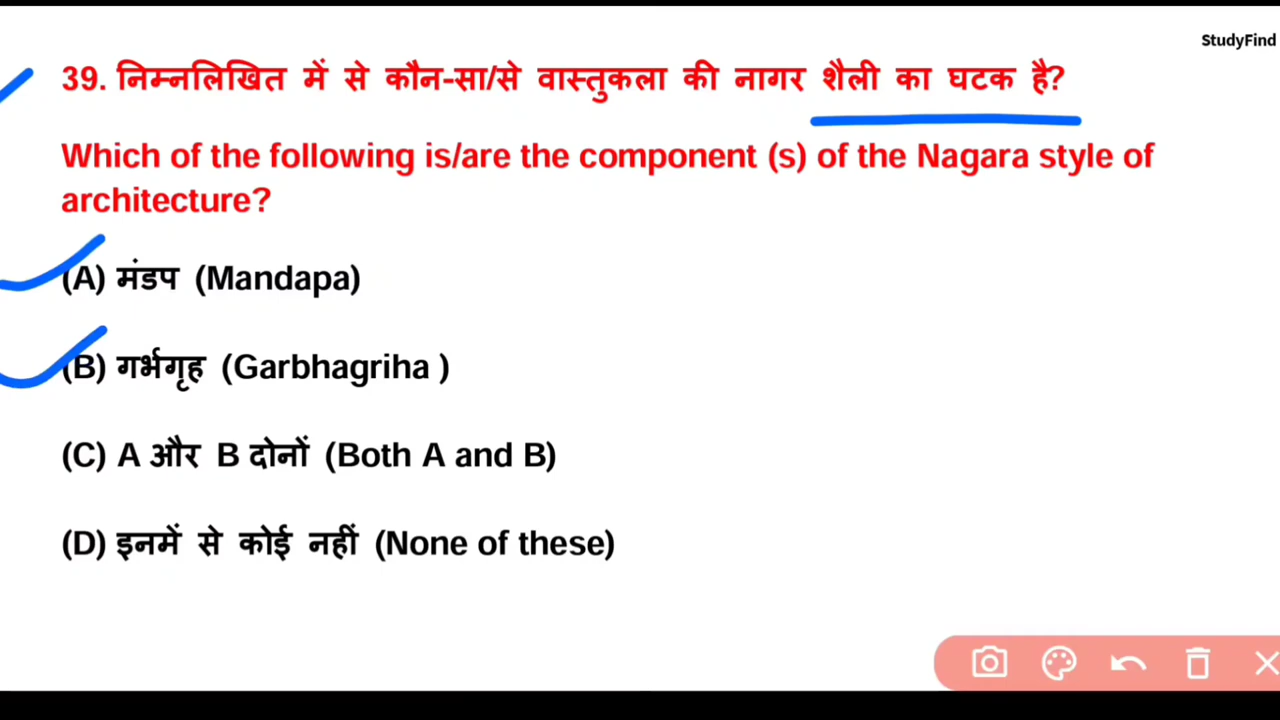 StudyFind
39. निम्नलिखित में से कौन-सा/से वास्तुकला की नागर शैली का घटक है?
Which of the following is/are the component (s) of the Nagara style of
architecture?
(A) मंडप (Mandapa)
(B) गर्भगृह (Garbhagriha )
(C) A और B दोनों (Both A and B)
(D) इनमें से कोई नहीं (None of these)